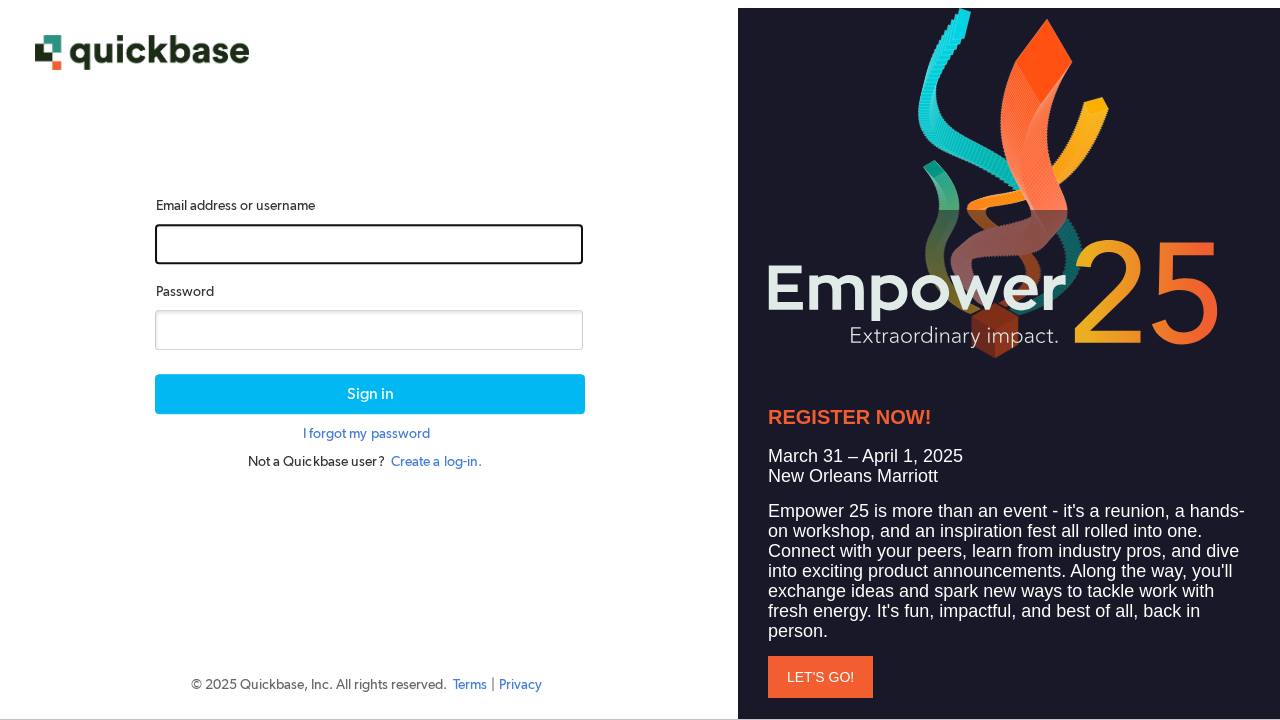 quickbase
Email address or username
Password
Sign in
I forgot my password
Not a Quickbase user? Create a log-in.
© 2025 Quickbase, Inc. All rights reserved. Terms | Privacy
Empower 25
Extraordinary impact.
REGISTER NOW!
March 31 – April 1, 2025
New Orleans Marriott
Empower 25 is more than an event - it's a reunion, a hands-
on workshop, and an inspiration fest all rolled into one.
Connect with your peers, learn from industry pros, and dive
into exciting product announcements. Along the way, you'll
exchange ideas and spark new ways to tackle work with
fresh energy. It's fun, impactful, and best of all, back in
person.
LET'S GO!